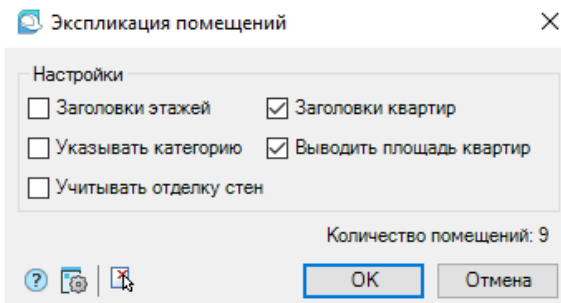 Экспликация помещений
Настройки
Заголовки этажей Заголовки квартир
Указывать категорию Выводить площадь квартир
Учитывать отделку стен
Количество помещений: 9
OK Отмена